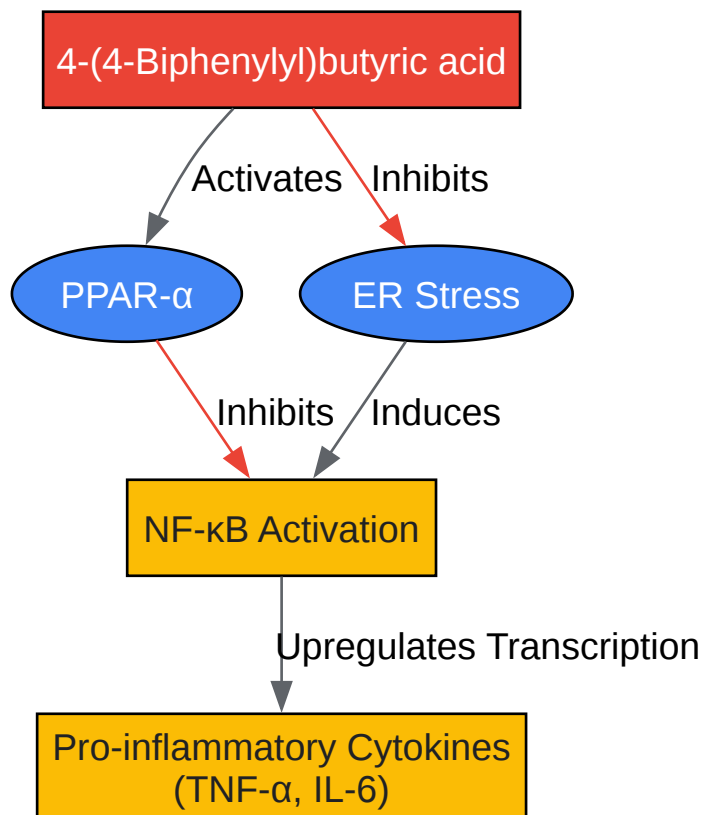 4-(4-Biphenylyl)butyric acid
Activates
Inhibits
PPAR-α
ER Stress
Inhibits
Induces
NF-κB Activation
Upregulates Transcription
Pro-inflammatory Cytokines
(TNF-α, IL-6)